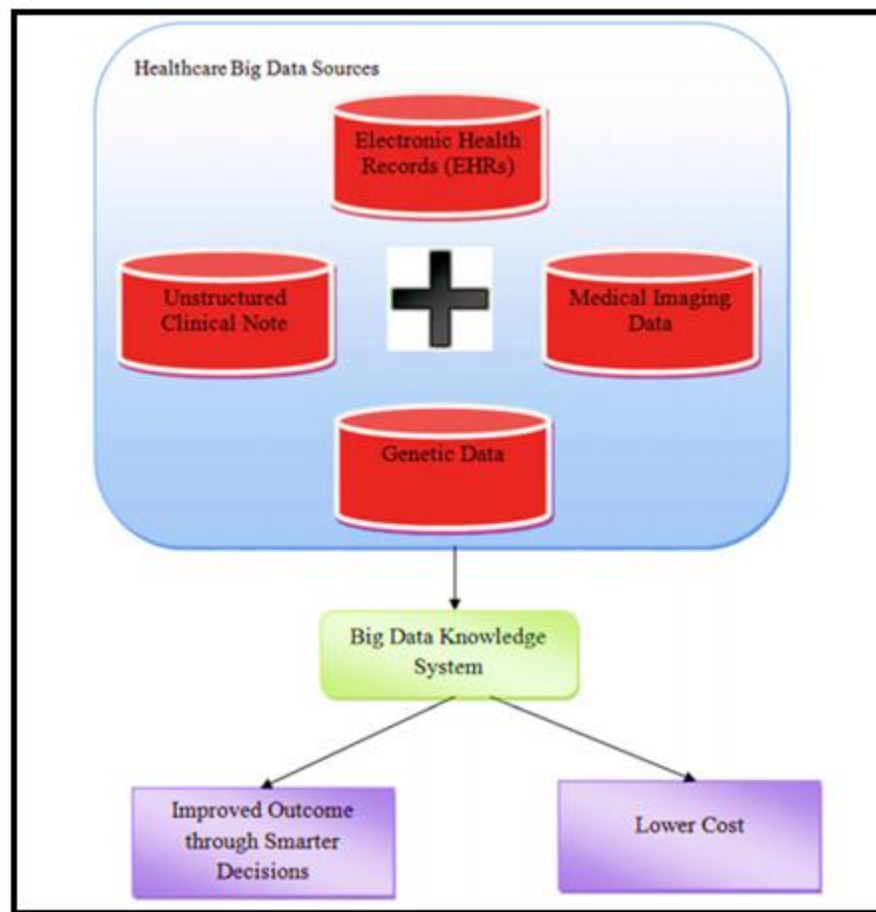 Healthcare Big Data Sources
Electronic Health
Records (EHRs)
Unstructured
Clinical Note
Medical Imaging
Data
Genetic Data
Big Data Knowledge
System
Improved Outcome
through Smarter
Decisions
Lower Cost